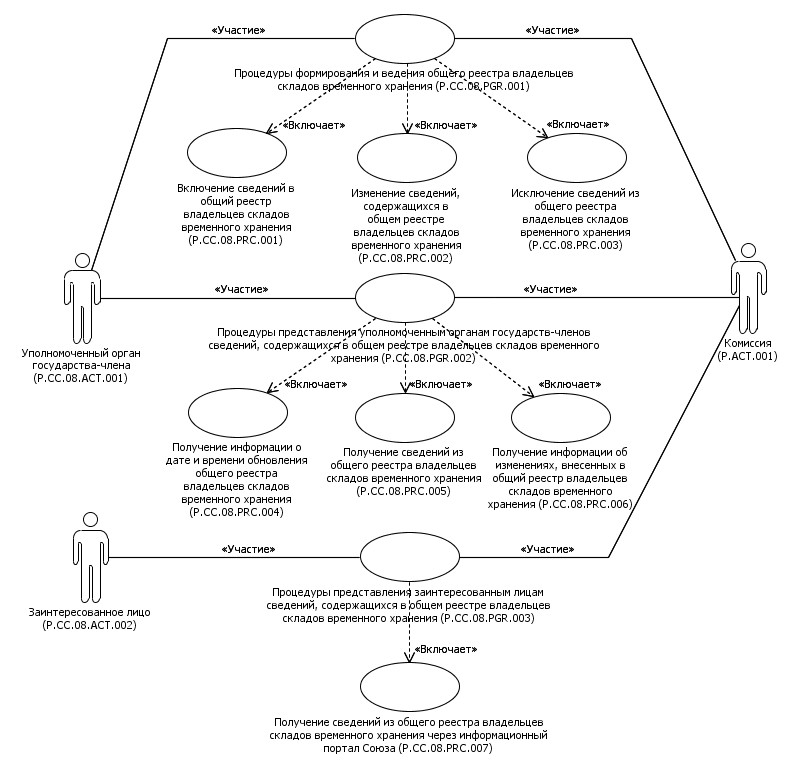 «Участие»
«Участие»
Процедуры формирования и ведения общего реестра владельцев
складов временного хранения (P.CC.08.PGR.001)
«Включает»
«Включает»
«Включает»
Включение сведений в
общий реестр
владельцев складов
временного хранения
(P.CC.08.PRC.001)
Изменение сведений,
содержащихся в
общем реестре
владельцев складов
временного хранения
(P.CC.08.PRC.002)
Исключение сведений из
общего реестра
владельцев складов
временного хранения
(P.CC.08.PRC.003)
«Участие»
«Участие»
Уполномоченный орган
государства-члена
(P.CC.08.ACT.001)
Комиссия
(P.ACT.001)
Процедуры представления уполномоченным органам государств-членов
сведений, содержащихся в общем реестре владельцев складов временного
хранения (P.CC.08.PGR.002)
«Включает»
«Включает»
«Включает»
Получение информации о
дате и времени обновления
общего реестра
владельцев складов
временного хранения
(P.CC.08.PRC.004)
Получение сведений из
общего реестра владельцев
складов временного хранения
(P.CC.08.PRC.005)
Получение информации об
изменениях, внесенных в
общий реестр владельцев
складов временного
хранения (P.CC.08.PRC.006)
«Участие»
«Участие»
Заинтересованное лицо
(P.CC.08.ACT.002)
Процедуры представления заинтересованным лицам
сведений, содержащихся в общем реестре владельцев
складов временного хранения (P.CC.08.PGR.003)
«Включает»
Получение сведений из общего реестра владельцев
складов временного хранения через информационный
портал Союза (P.CC.08.PRC.007)